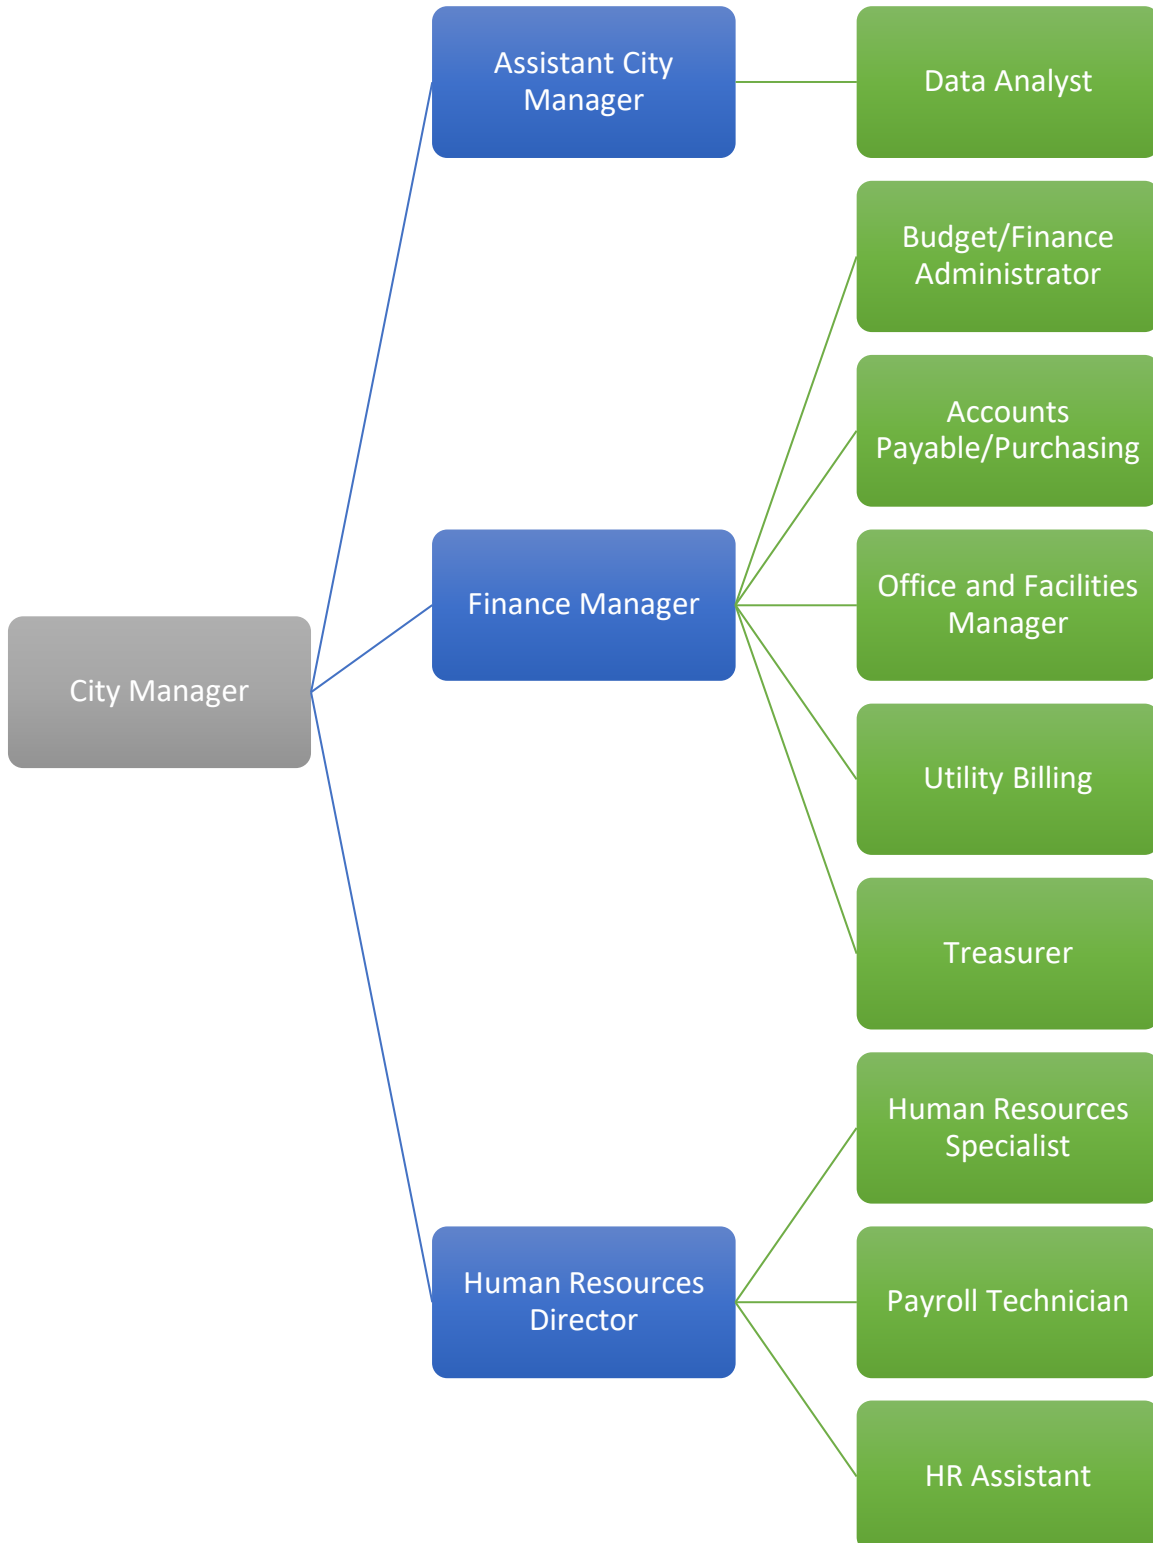 Assistant City
Manager
Data Analyst
Budget/Finance
Administrator
Accounts
Payable/Purchasing
Finance Manager
Office and Facilities
Manager
City Manager
Utility Billing
Treasurer
Human Resources
Specialist
Human Resources
Director
Payroll Technician
HR Assistant